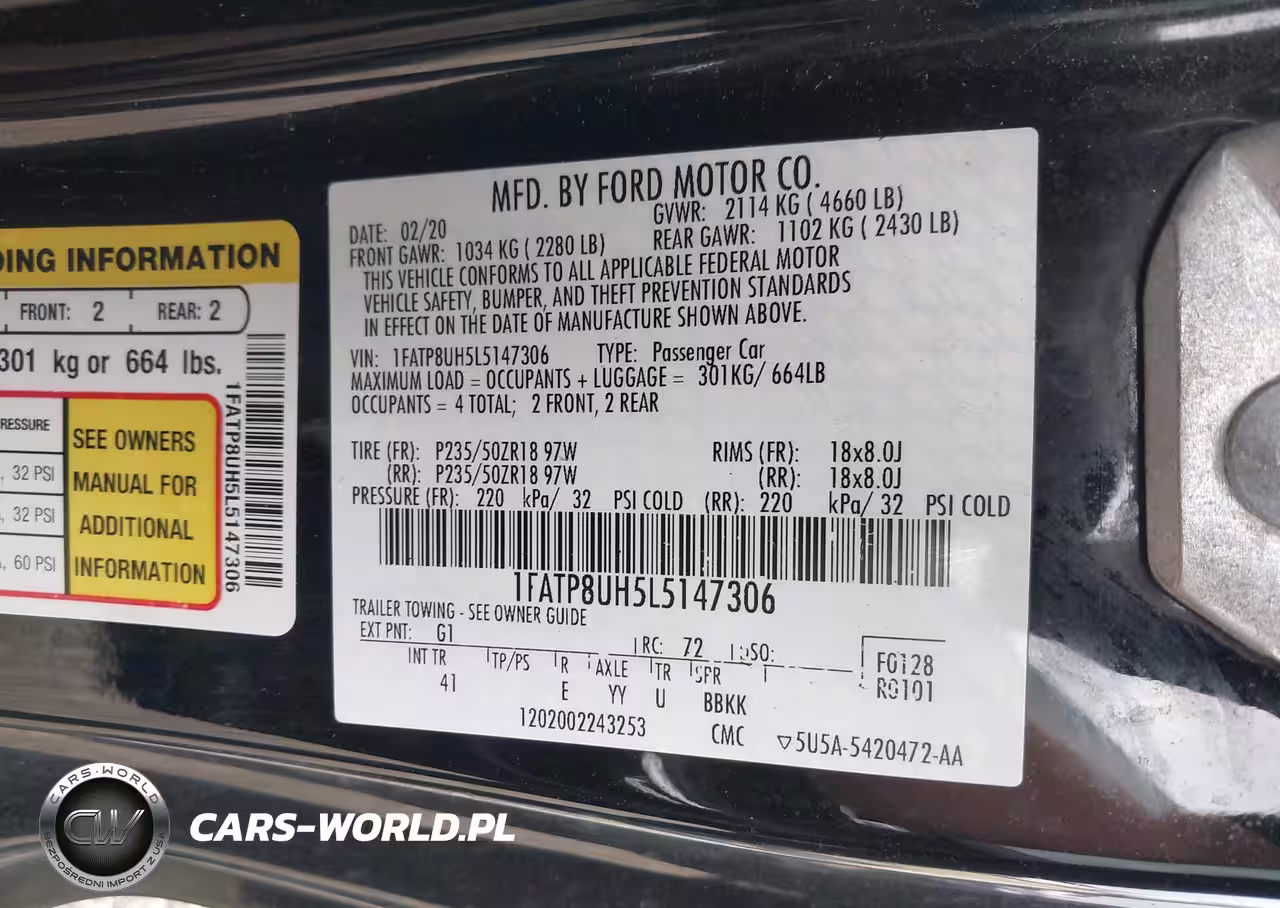 DING INFORMATION
FRONT: 2 REAR: 2
301 kg or 664 lbs.
RESSURE
32 PSI
32 PSI
60 PSI
SEE OWNERS
MANUAL FOR
ADDITIONAL
INFORMATION
1FATP8UH5L5147306
MFD. BY FORD MOTOR CO.
DATE: 02/20 GVWR: 2114 KG ( 4660 LB)
FRONT GAWR: 1034 KG ( 2280 LB) REAR GAWR: 1102 KG ( 2430 LB)
THIS VEHICLE CONFORMS TO ALL APPLICABLE FEDERAL MOTOR
VEHICLE SAFETY, BUMPER, AND THEFT PREVENTION STANDARDS
IN EFFECT ON THE DATE OF MANUFACTURE SHOWN ABOVE.
VIN: 1FATP8UH5L5147306 TYPE: Passenger Car
MAXIMUM LOAD = OCCUPANTS + LUGGAGE = 301KG/ 664LB
OCCUPANTS = 4 TOTAL; 2 FRONT, 2 REAR
TIRE (FR): P235/50ZR18 97W RIMS (FR): 18x8.0J
(RR): P235/50ZR18 97W (RR): 18x8.0J
PRESSURE (FR): 220 kPa/ 32 PSI COLD (RR): 220 kPa/ 32 PSI COLD
1FATP8UH5L5147306
TRAILER TOWING - SEE OWNER GUIDE
EXT PNT: G1 RC: 72 DSO:
INT TR TP/PS R AXLE TR SPR
41 E YY U BBKK
F0128
R0101
1202002243253 CMC ▽5U5A-5420472-AA
CARS-WORLD
CW
BEZPOŚREDNI IMPORT Z USA
CARS-WORLD.PL